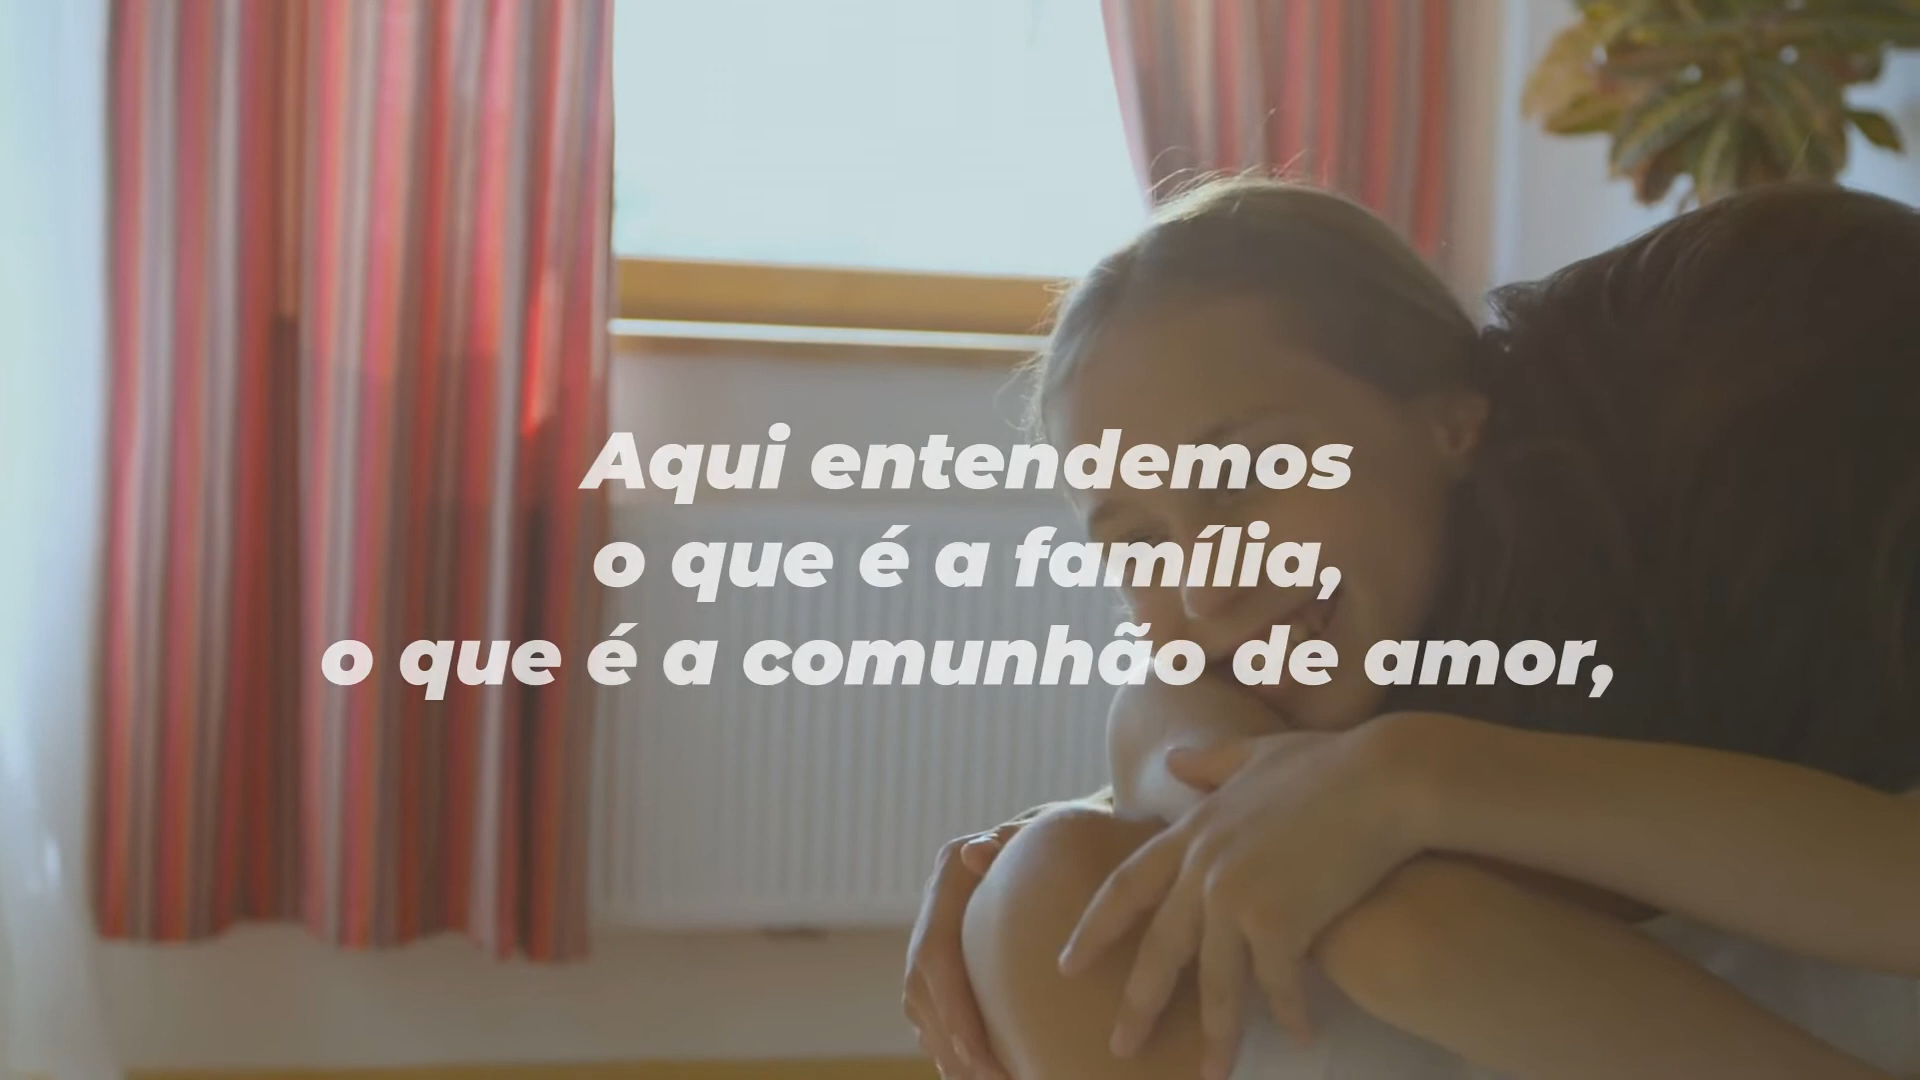 Aqui entendemos
o que é a família,
o que é a comunhão de amor,